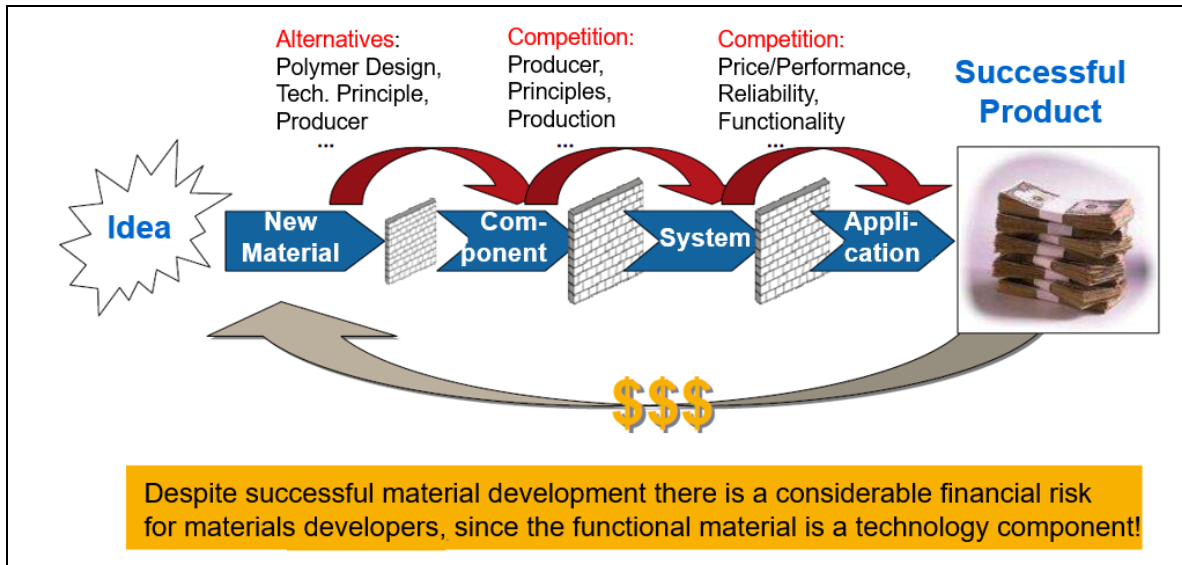 Alternatives:
Polymer Design,
Tech. Principle,
Producer
...
Competition:
Producer,
Principles,
Production
...
Competition:
Price/Performance,
Reliability,
Functionality
...
Successful
Product
Idea
New
Material
Com-
ponent
System
Appli-
cation
$$$
Despite successful material development there is a considerable financial risk
for materials developers, since the functional material is a technology component!